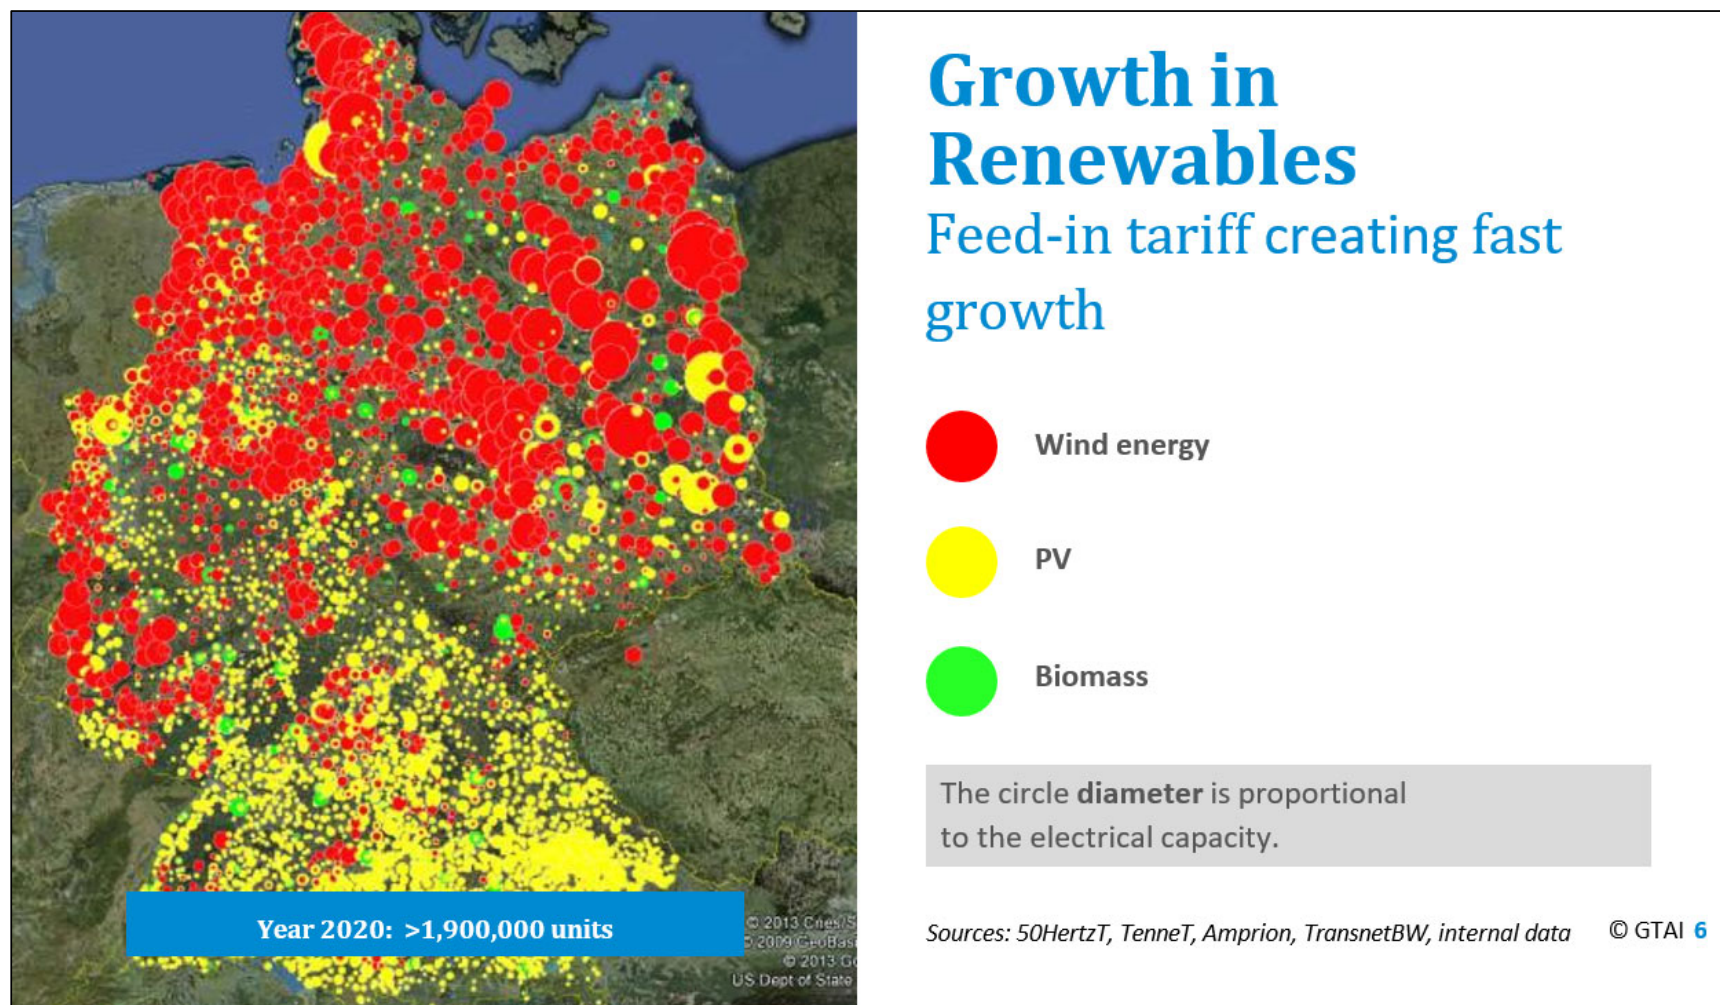 Growth in
Renewables
Feed-in tariff creating fast
growth
Wind energy
PV
Biomass
The circle diameter is proportional
to the electrical capacity.
Year 2020: >1,900,000 units
© 2013
© 2009
© 2013
US Dept of State
Sources: 50HertzT, TenneT, Amprion, TransnetBW, internal data
© GTAI 6